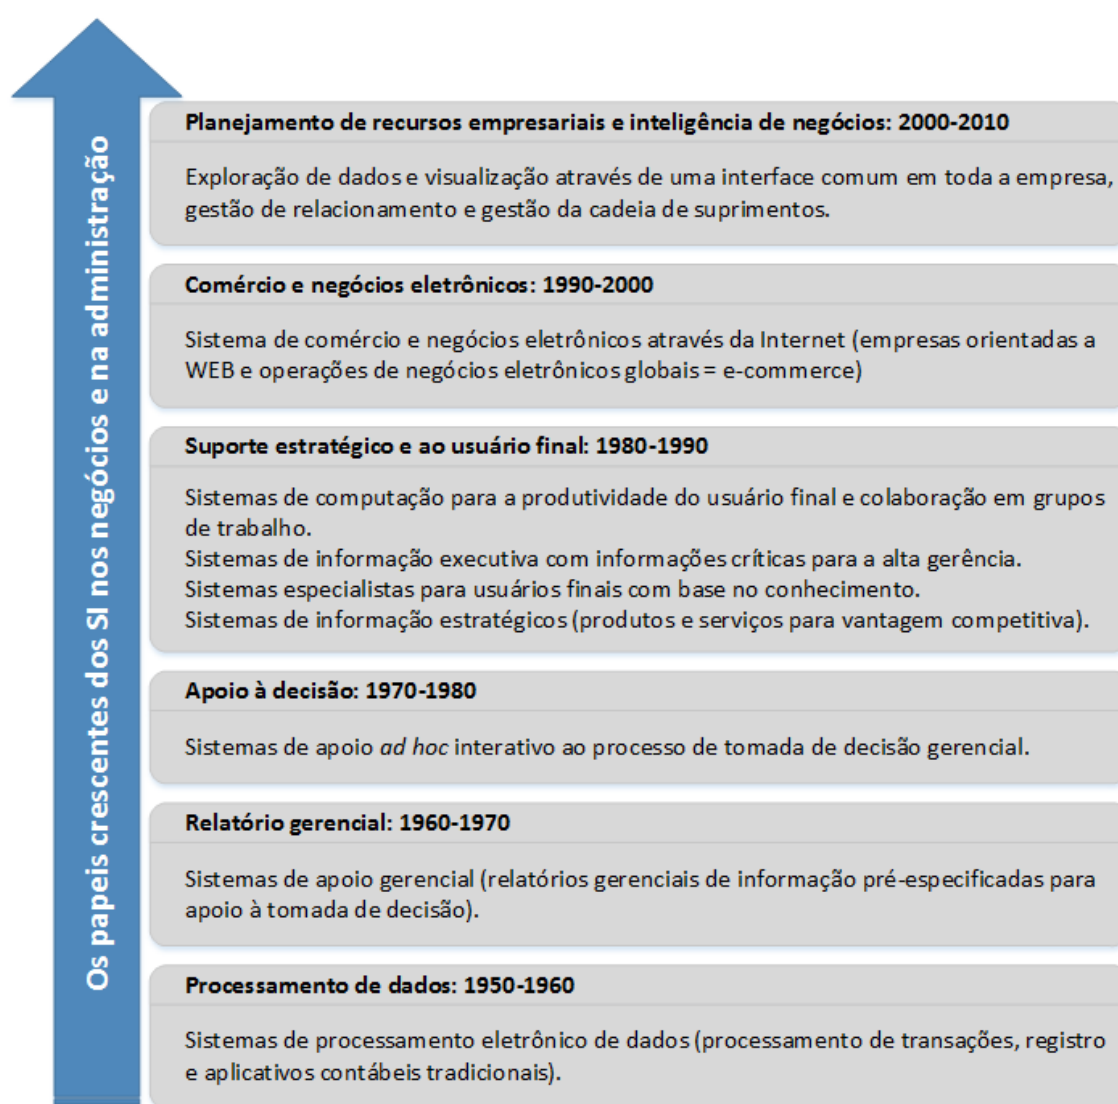 Os papeis crescentes dos SI nos negócios e na administração
Planejamento de recursos empresariais e inteligência de negócios: 2000-2010
Exploração de dados e visualização através de uma interface comum em toda a empresa,
gestão de relacionamento e gestão da cadeia de suprimentos.
Comércio e negócios eletrônicos: 1990-2000
Sistema de comércio e negócios eletrônicos através da Internet (empresas orientadas a
WEB e operações de negócios eletrônicos globais = e-commerce)
Suporte estratégico e ao usuário final: 1980-1990
Sistemas de computação para a produtividade do usuário final e colaboração em grupos
de trabalho.
Sistemas de informação executiva com informações críticas para a alta gerência.
Sistemas especialistas para usuários finais com base no conhecimento.
Sistemas de informação estratégicos (produtos e serviços para vantagem competitiva).
Apoio à decisão: 1970-1980
Sistemas de apoio ad hoc interativo ao processo de tomada de decisão gerencial.
Relatório gerencial: 1960-1970
Sistemas de apoio gerencial (relatórios gerenciais de informação pré-especificadas para
apoio à tomada de decisão).
Processamento de dados: 1950-1960
Sistemas de processamento eletrônico de dados (processamento de transações, registro
e aplicativos contábeis tradicionais).